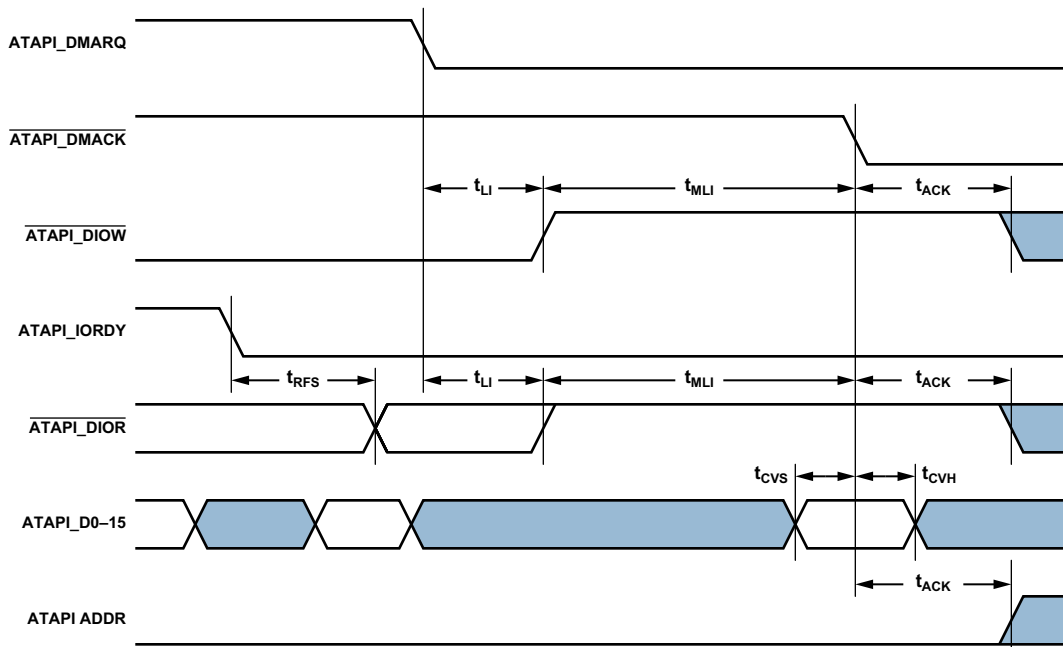 ATAPI_DMARQ
ATAPI_DMACK
tLI
tMLI
tACK
ATAPI_DIOW
ATAPI_IORDY
tRFS
tLI
tMLI
tACK
ATAPI_DIOR
tCVS
tCVH
ATAPI_D0–15
tACK
ATAPI ADDR